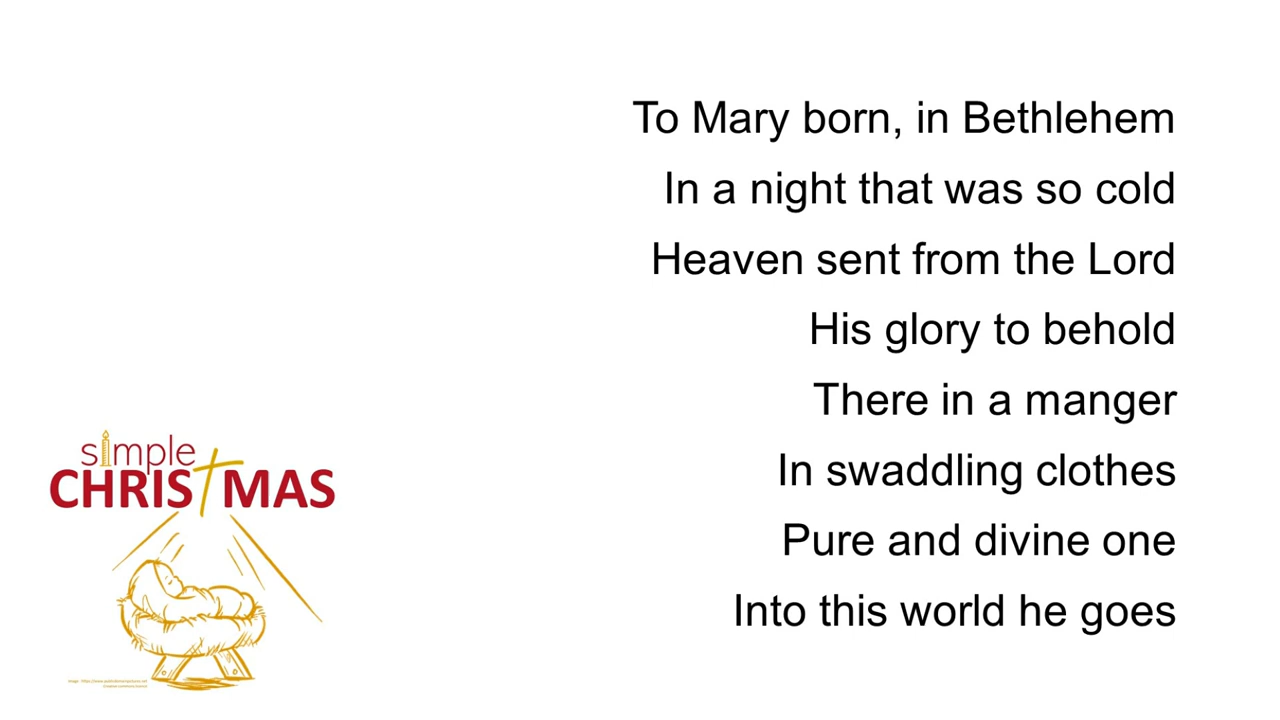 To Mary born, in Bethlehem
In a night that was so cold
Heaven sent from the Lord
His glory to behold
There in a manger
In swaddling clothes
Pure and divine one
Into this world he goes
simple
CHRISTMAS